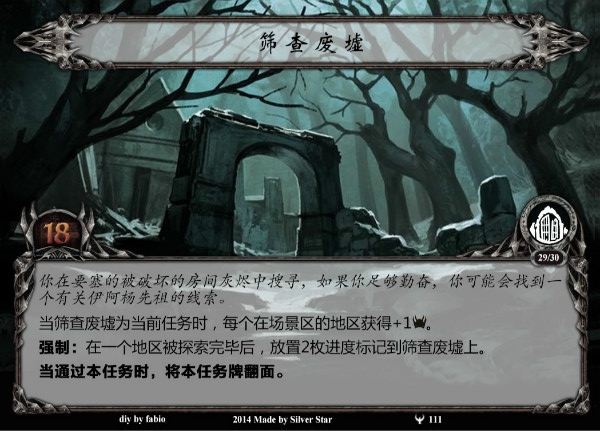 筛查废墟
18
29/30
你在要塞的被破坏的房间灰烬中搜寻，如果你足够勤奋，你可能会找到一
个有关伊阿杨先祖的线索。
当筛查废墟为当前任务时，每个在场景区的地区获得+1。
强制：在一个地区被探索完毕后，放置2枚进度标记到筛查废墟上。
当通过本任务时，将本任务牌翻面。
diy by fabio 2014 Made by Silver Star 111